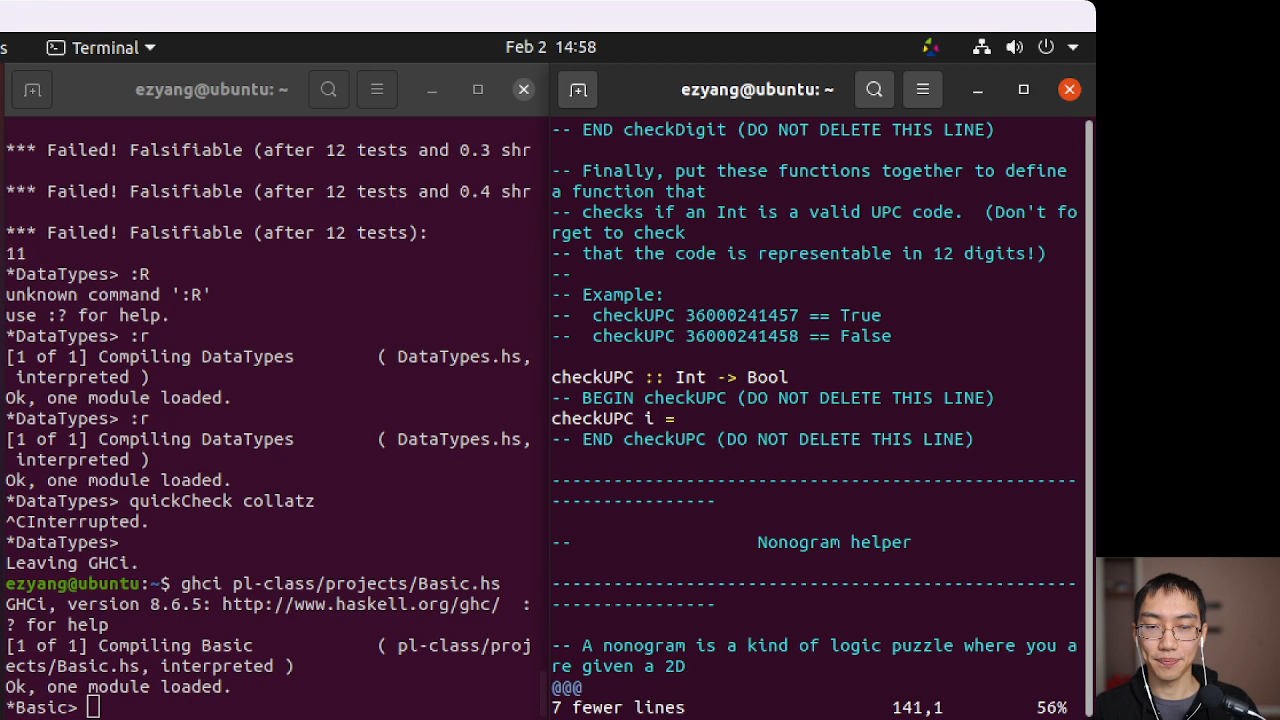 s Terminal Feb 2 14:58
ezyang@ubuntu: ~
*** Failed! Falsifiable (after 12 tests and 0.3 shr
*** Failed! Falsifiable (after 12 tests and 0.4 shr
*** Failed! Falsifiable (after 12 tests):
11
*DataTypes> :R
unknown command ':R'
use :? for help.
*DataTypes> :r
[1 of 1] Compiling DataTypes        ( DataTypes.hs,
 interpreted )
Ok, one module loaded.
*DataTypes> :r
[1 of 1] Compiling DataTypes        ( DataTypes.hs,
 interpreted )
Ok, one module loaded.
*DataTypes> quickCheck collatz
^CInterrupted.
*DataTypes>
Leaving GHCi.
ezyang@ubuntu:~$ ghci pl-class/projects/Basic.hs
GHCi, version 8.6.5: http://www.haskell.org/ghc/  :
? for help
[1 of 1] Compiling Basic            ( pl-class/proj
ects/Basic.hs, interpreted )
Ok, one module loaded.
*Basic>
ezyang@ubuntu: ~
-- END checkDigit (DO NOT DELETE THIS LINE)
-- Finally, put these functions together to define
a function that
-- checks if an Int is a valid UPC code.  (Don't fo
rget to check
-- that the code is representable in 12 digits!)
--
-- Example:
--  checkUPC 36000241457 == True
--  checkUPC 36000241458 == False
checkUPC :: Int -> Bool
-- BEGIN checkUPC (DO NOT DELETE THIS LINE)
checkUPC i =
-- END checkUPC (DO NOT DELETE THIS LINE)
---------------------------------------------------
----------------
--                  Nonogram helper
---------------------------------------------------
----------------
-- A nonogram is a kind of logic puzzle where you a
re given a 2D
@@@
7 fewer lines 141,1 56%